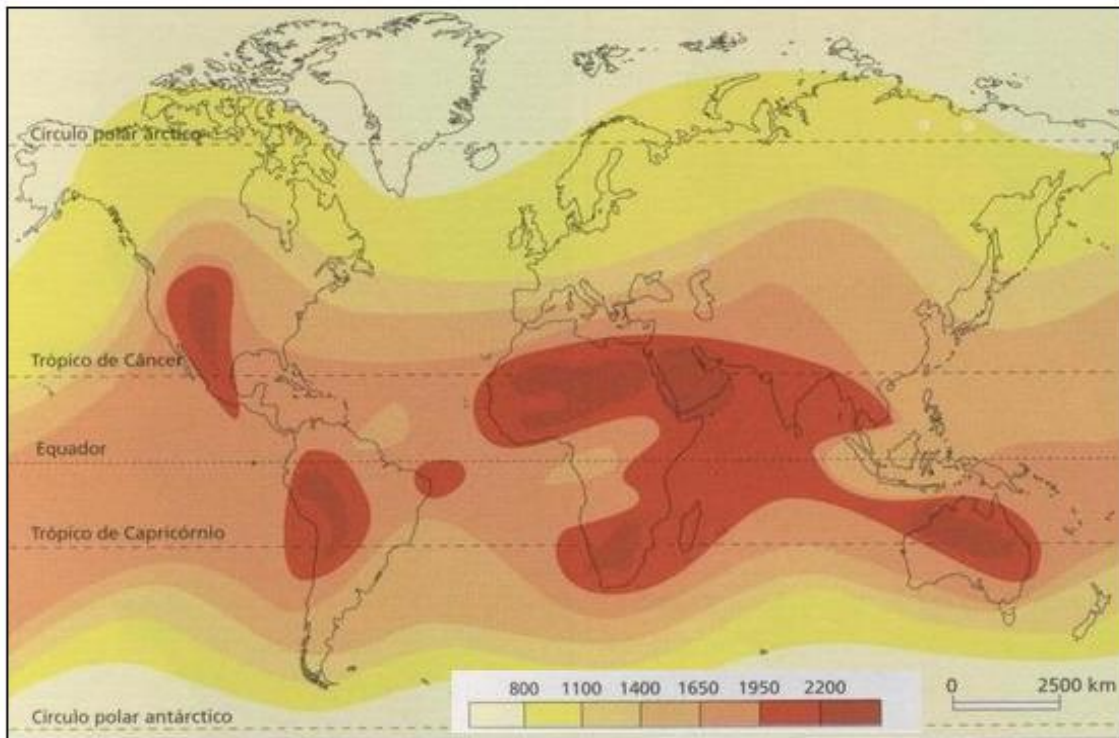 Círculo polar árctico
Trópico de Câncer
Equador
Trópico de Capricórnio
800 1100 1400 1650 1950 2200
0 2500 km
Círculo polar antárctico